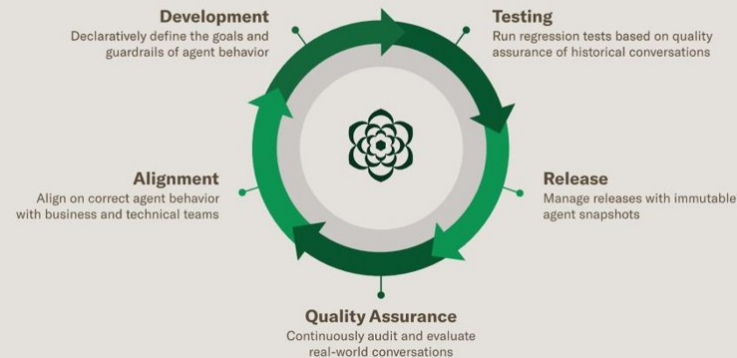 Development
Declaratively define the goals and
guardrails of agent behavior
Testing
Run regression tests based on quality
assurance of historical conversations
Release
Manage releases with immutable
agent snapshots
Quality Assurance
Continuously audit and evaluate
real-world conversations
Alignment
Align on correct agent behavior
with business and technical teams